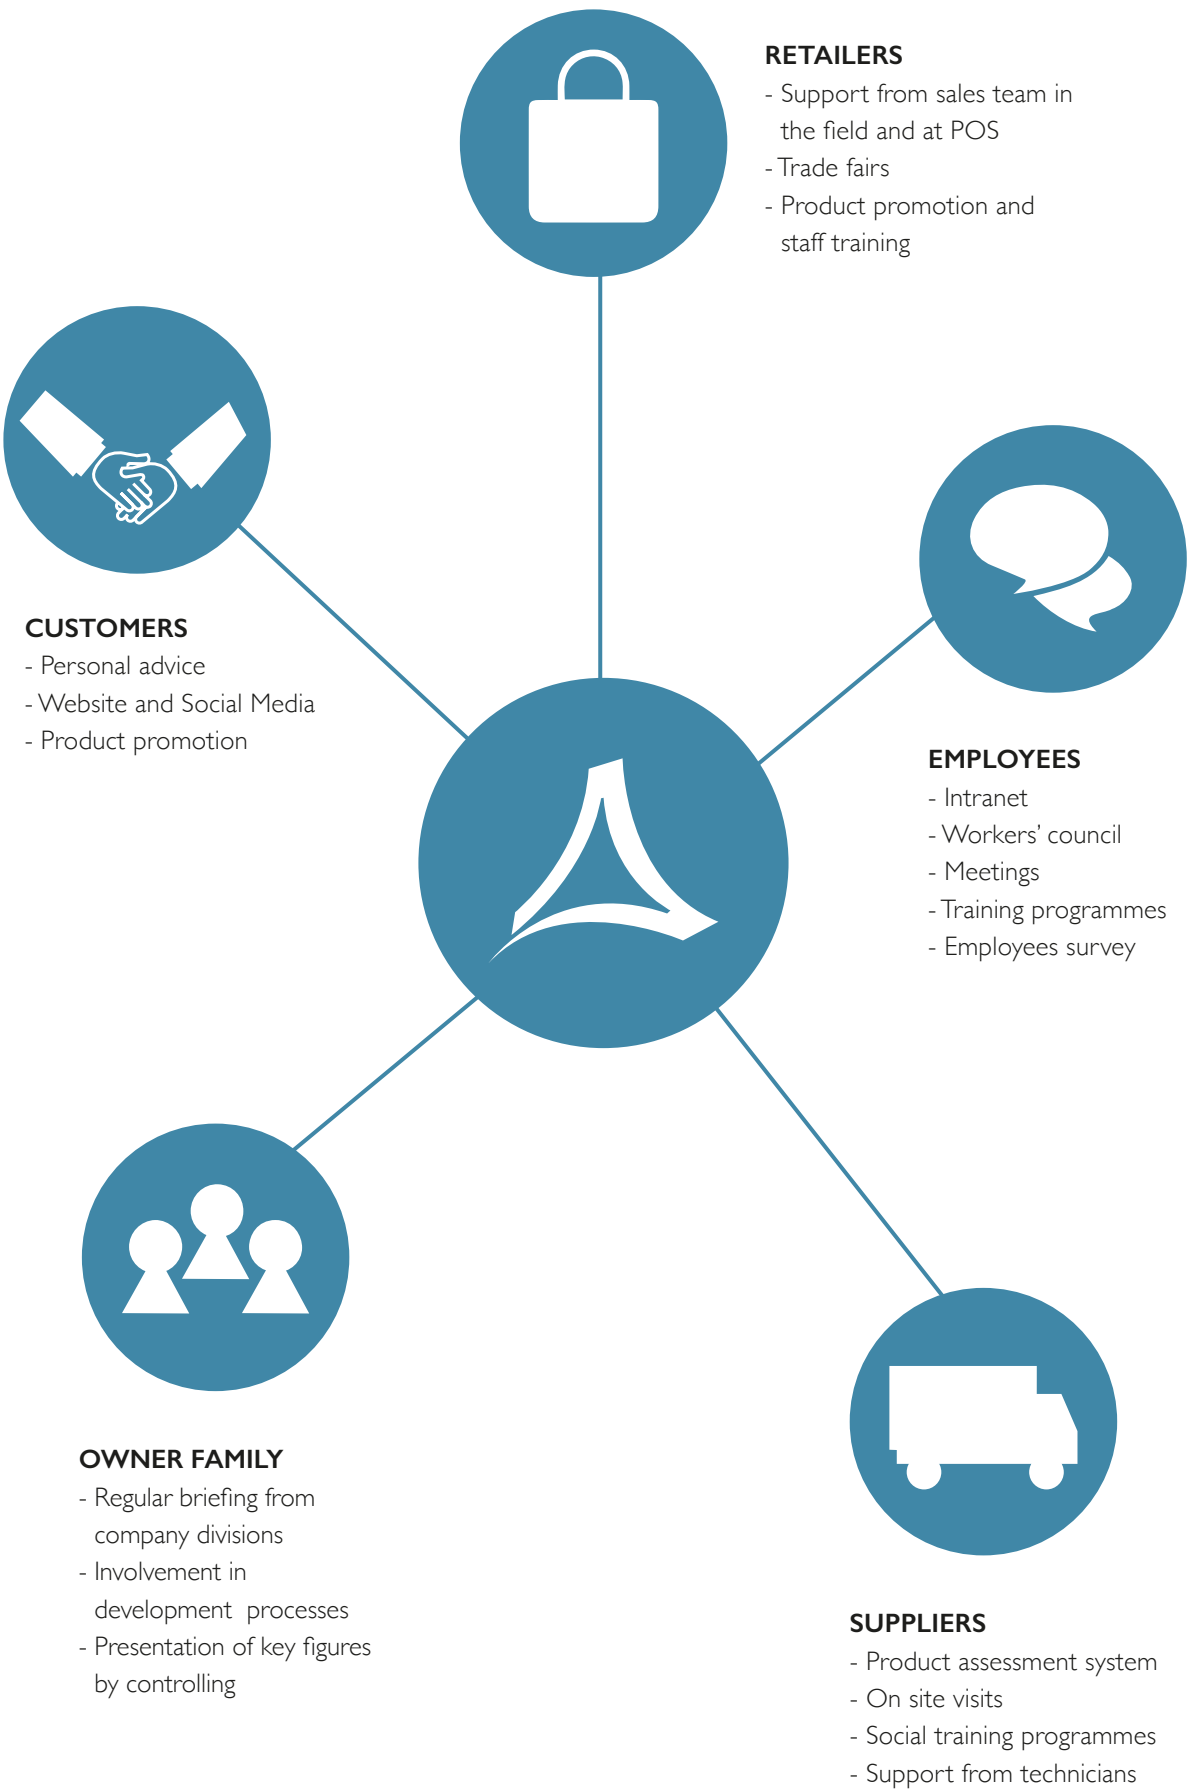 RETAILERS
- Support from sales team in
the field and at POS
- Trade fairs
- Product promotion and
staff training
CUSTOMERS
- Personal advice
- Website and Social Media
- Product promotion
EMPLOYEES
- Intranet
- Workers’ council
- Meetings
- Training programmes
- Employees survey
OWNER FAMILY
- Regular briefing from
company divisions
- Involvement in
development processes
- Presentation of key figures
by controlling
SUPPLIERS
- Product assessment system
- On site visits
- Social training programmes
- Support from technicians